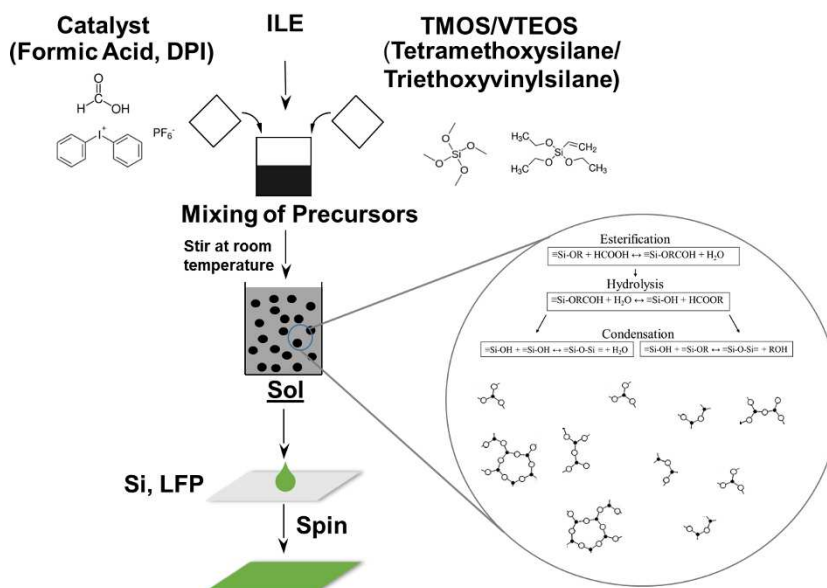 Catalyst
(Formic Acid, DPI)
ILE
TMOS/VTEOS
(Tetramethoxysilane/
Triethoxyvinylsilane)
O
H OH
I+
PF6-
O
O Si O
O
H3C O CH2
Si
O O CH3
H3C
Mixing of Precursors
Stir at room
temperature
Sol
Si, LFP
Spin
Esterification
≡Si-OR + HCOOH ↔ ≡Si-ORCOH + H2O
Hydrolysis
≡Si-ORCOH + H2O ↔ ≡Si-OH + HCOOR
Condensation
≡Si-OH + ≡Si-OH ↔ ≡Si-O-Si ≡ + H2O
≡Si-OH + ≡Si-OR ↔ ≡Si-O-Si≡ + ROH